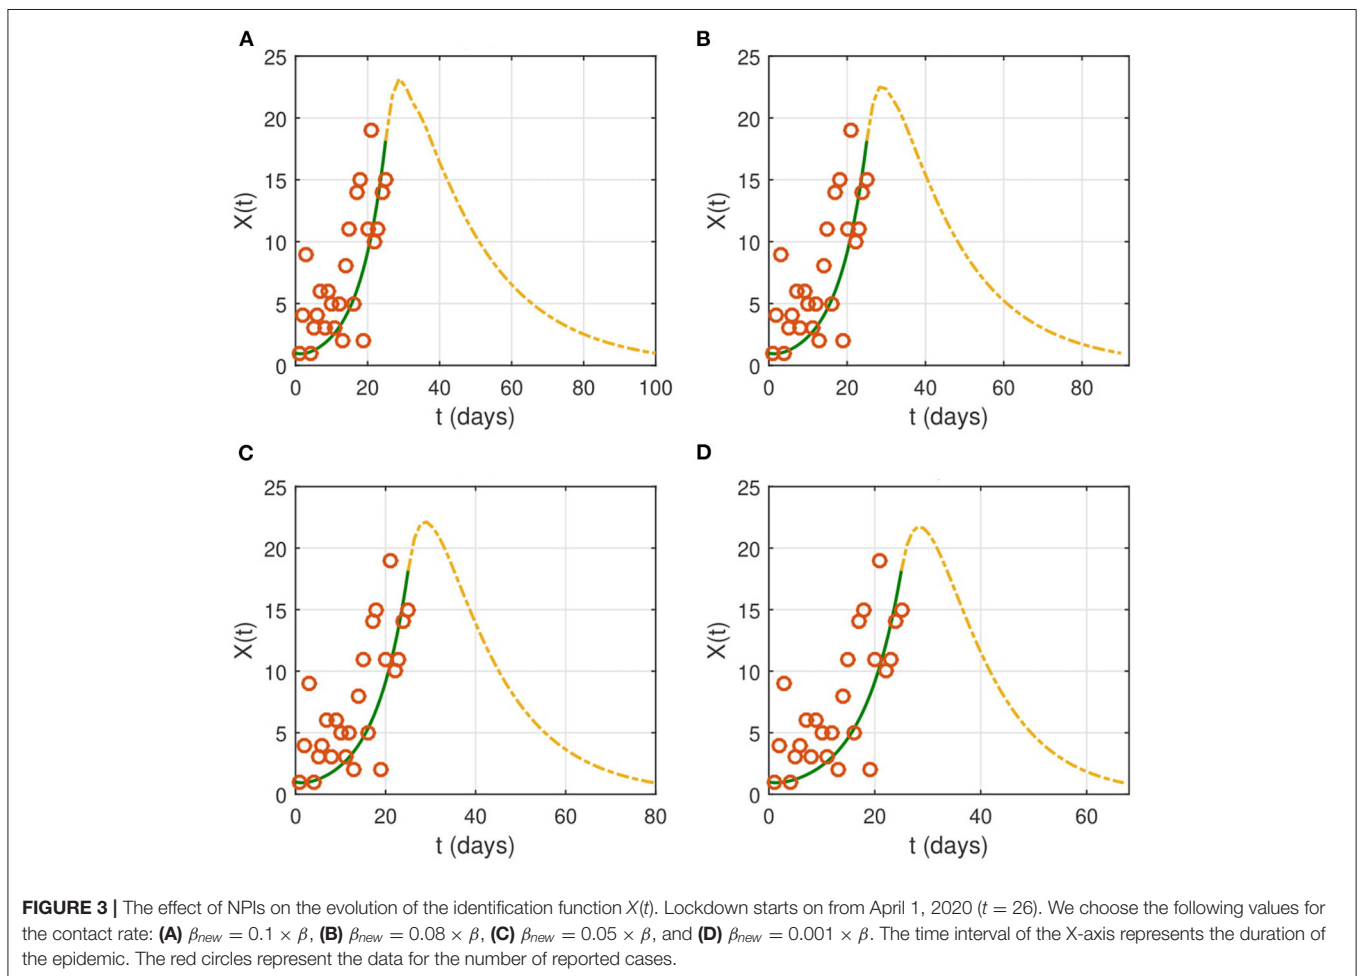 A
25
20
15
10
5
0
X(t)
0 20 40 60 80 100
t (days)
B
25
20
15
10
5
0
X(t)
0 20 40 60 80
t (days)
C
25
20
15
10
5
0
X(t)
0 20 40 60 80
t (days)
D
25
20
15
10
5
0
X(t)
0 20 40 60
t (days)
FIGURE 3 | The effect of NPIs on the evolution of the identification function X(t). Lockdown starts on from April 1, 2020 (t = 26). We choose the following values for
the contact rate: (A) βnew = 0.1 × β, (B) βnew = 0.08 × β, (C) βnew = 0.05 × β, and (D) βnew = 0.001 × β. The time interval of the X-axis represents the duration of
the epidemic. The red circles represent the data for the number of reported cases.